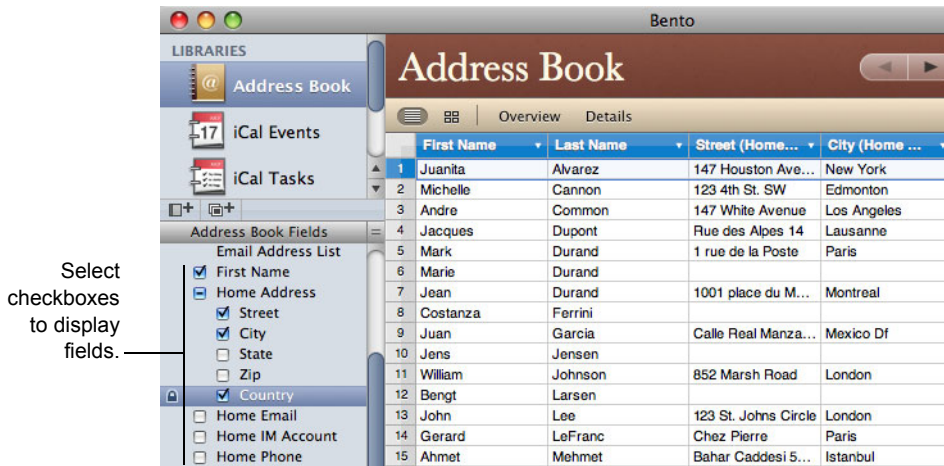 Bento
LIBRARIES
@
Address Book
17
iCal Events
iCal Tasks
Address Book Fields
Email Address List
First Name
Home Address
Street
City
State
Zip
Country
Home Email
Home IM Account
Home Phone
Select
checkboxes
to display
fields.
Address Book
Overview Details
First Name Last Name Street (Home... City (Home ...
1 Juanita Alvarez 147 Houston Ave... New York
2 Michelle Cannon 123 4th St. SW Edmonton
3 Andre Common 147 White Avenue Los Angeles
4 Jacques Dupont Rue des Alpes 14 Lausanne
5 Mark Durand 1 rue de la Poste Paris
6 Marie Durand
7 Jean Durand 1001 place du M... Montreal
8 Costanza Ferrini
9 Juan Garcia Calle Real Manza... Mexico Df
10 Jens Jensen
11 William Johnson 852 Marsh Road London
12 Bengt Larsen
13 John Lee 123 St. Johns Circle London
14 Gerard LeFranc Chez Pierre Paris
15 Ahmet Mehmet Bahar Caddesi 5... Istanbul